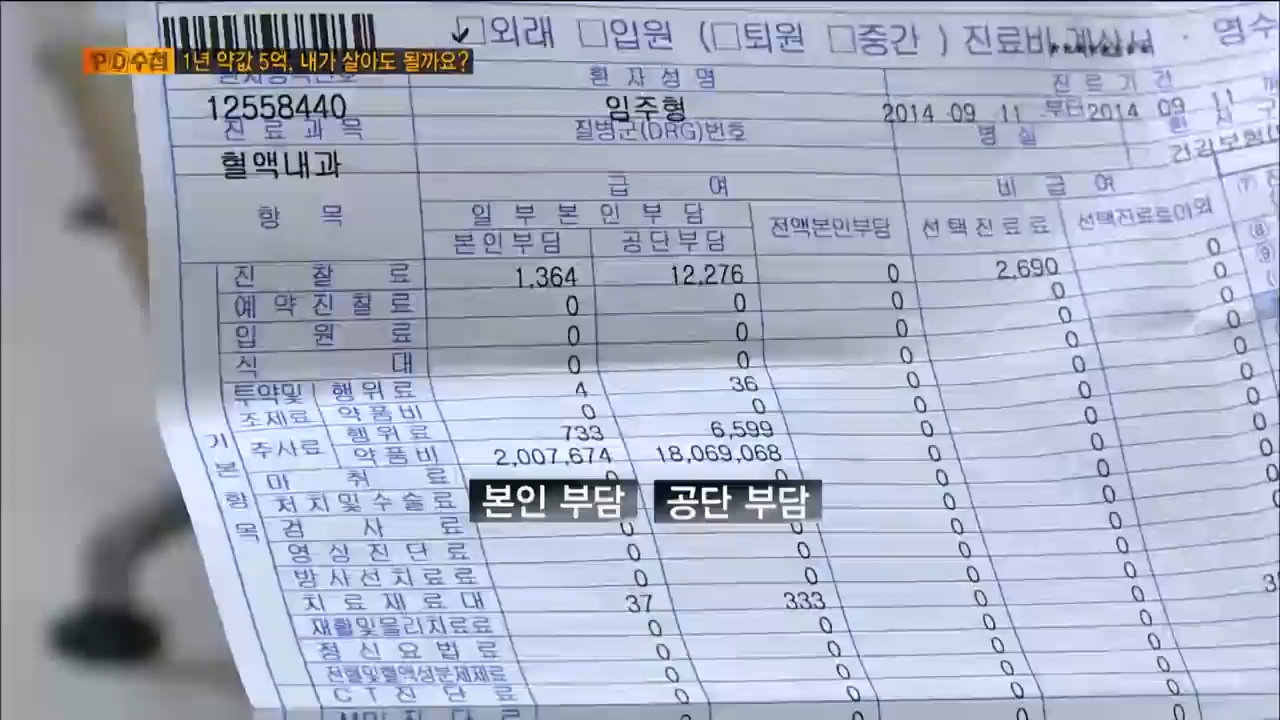 ☑외래 □입원 (□퇴원 □중간 ) 진료비 계산서 · 영수
PD수첩 1년 약값 5억, 내가 살아도 될까요?
환자성명 진료기간
12558440 임주형 2014 09 11 부터2014 09 11
진료과목 질병군(DRG)번호 병실
혈액내과 건강보험
급여 비급여
항목 일부본인부담 전액본인부담 선택진료료 선택진료료이외
본인부담 공단부담
기본항목
진찰료 1,364 12,276 0 2,690 0
예약진찰료 0 0 0 0 0
입원료 0 0 0 0 0
식대 0 0 0 0 0
투약및 행위료 4 36 0 0 0
조제료 약품비 0 0 0 0 0
주사료 행위료 733 6,599 0 0 0
약품비 2,007,674 18,069,068 0 0 0
마취료
본인 부담 공단 부담
처치및수술료
검사료 0 0 0 0 0
영상진단료 0 0 0 0 0
방사선치료료 0 0 0 0 0
치료재료대 37 333 0 0
재활및물리치료료 0 0 0 0 0
정신요법료 0 0 0 0 0
전혈및혈액성분제제료 0 0 0 0 0
CT진단료 0 0 0 0